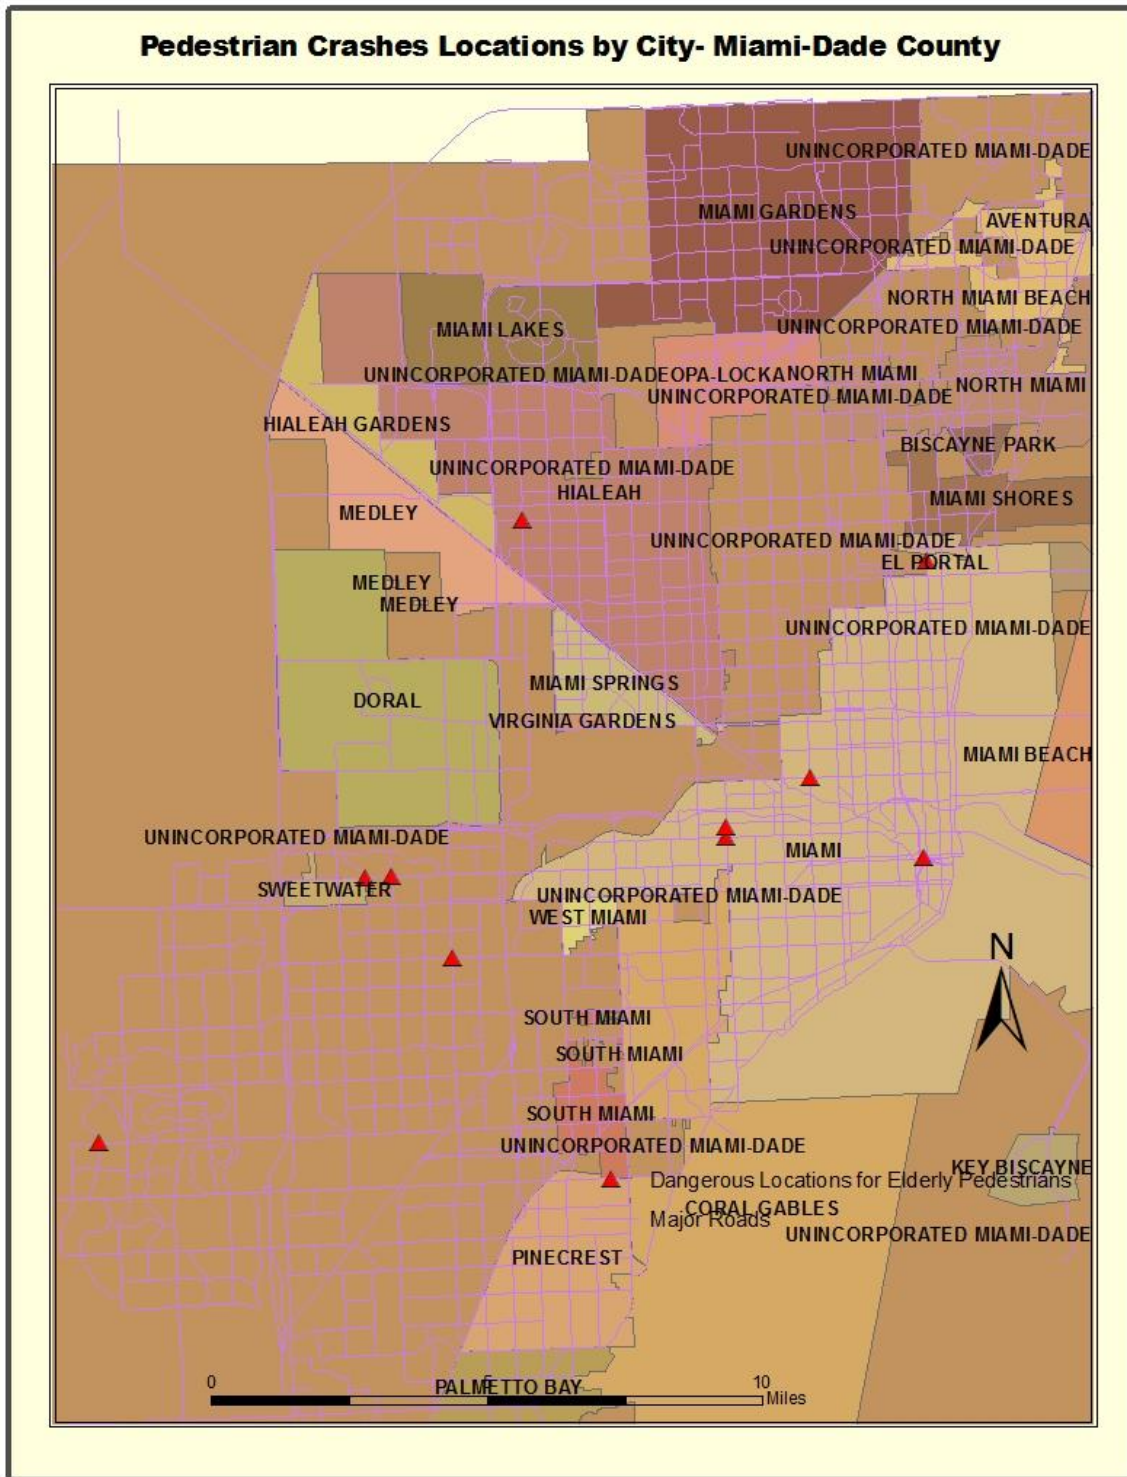 Pedestrian Crashes Locations by City- Miami-Dade County
UNINCORPORATED MIAMI-DADE
MIAMI GARDENS
AVENTURA
UNINCORPORATED MIAMI-DADE
NORTH MIAMI BEACH
UNINCORPORATED MIAMI-DADE
MIAMI LAKES
UNINCORPORATED MIAMI-DADE
OPA-LOCKA
NORTH MIAMI
NORTH MIAMI
UNINCORPORATED MIAMI-DADE
HIALEAH GARDENS
BISCAYNE PARK
UNINCORPORATED MIAMI-DADE
HIALEAH
MIAMI SHORES
MEDLEY
UNINCORPORATED MIAMI-DADE
EL PORTAL
MEDLEY
MEDLEY
UNINCORPORATED MIAMI-DADE
MIAMI SPRINGS
DORAL
VIRGINIA GARDENS
MIAMI BEACH
UNINCORPORATED MIAMI-DADE
MIAMI
SWEETWATER
UNINCORPORATED MIAMI-DADE
WEST MIAMI
N
SOUTH MIAMI
SOUTH MIAMI
SOUTH MIAMI
UNINCORPORATED MIAMI-DADE
KEY BISCAYNE
Dangerous Locations for Elderly Pedestrians
CORAL GABLES
Major Roads
UNINCORPORATED MIAMI-DADE
PINECREST
0 5 10
PALMETTO BAY
Miles